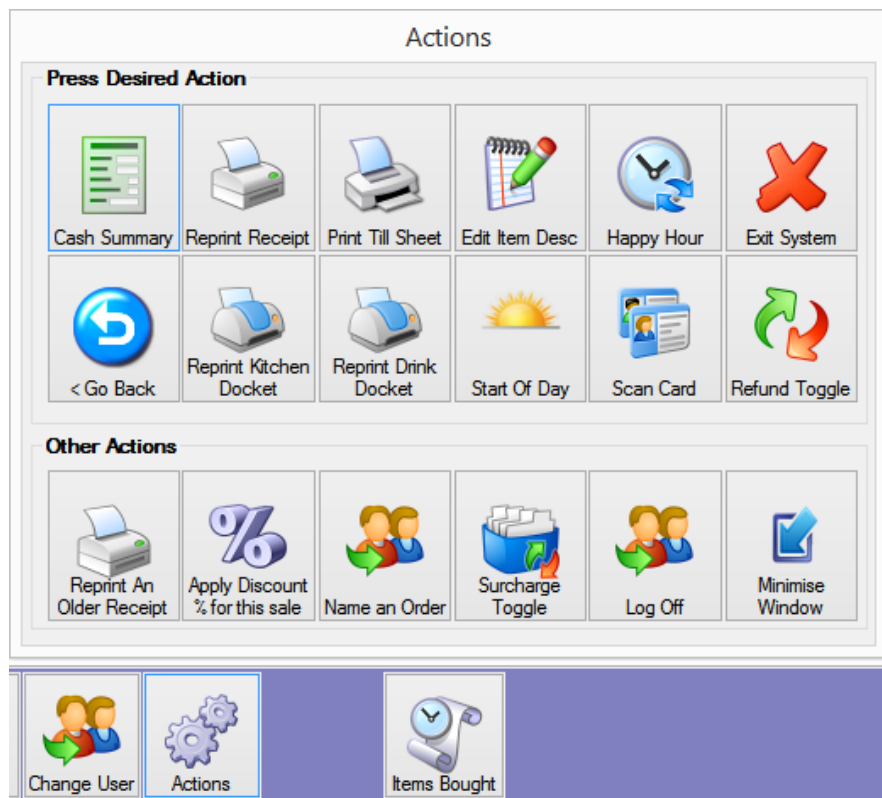 Actions
Press Desired Action
Cash Summary
Reprint Receipt
Print Till Sheet
Edit Item Desc
Happy Hour
Exit System
< Go Back
Reprint Kitchen
Docket
Reprint Drink
Docket
Start Of Day
Scan Card
Refund Toggle
Other Actions
Reprint An
Older Receipt
Apply Discount
% for this sale
Name an Order
Surcharge
Toggle
Log Off
Minimise
Window
Change User
Actions
Items Bought